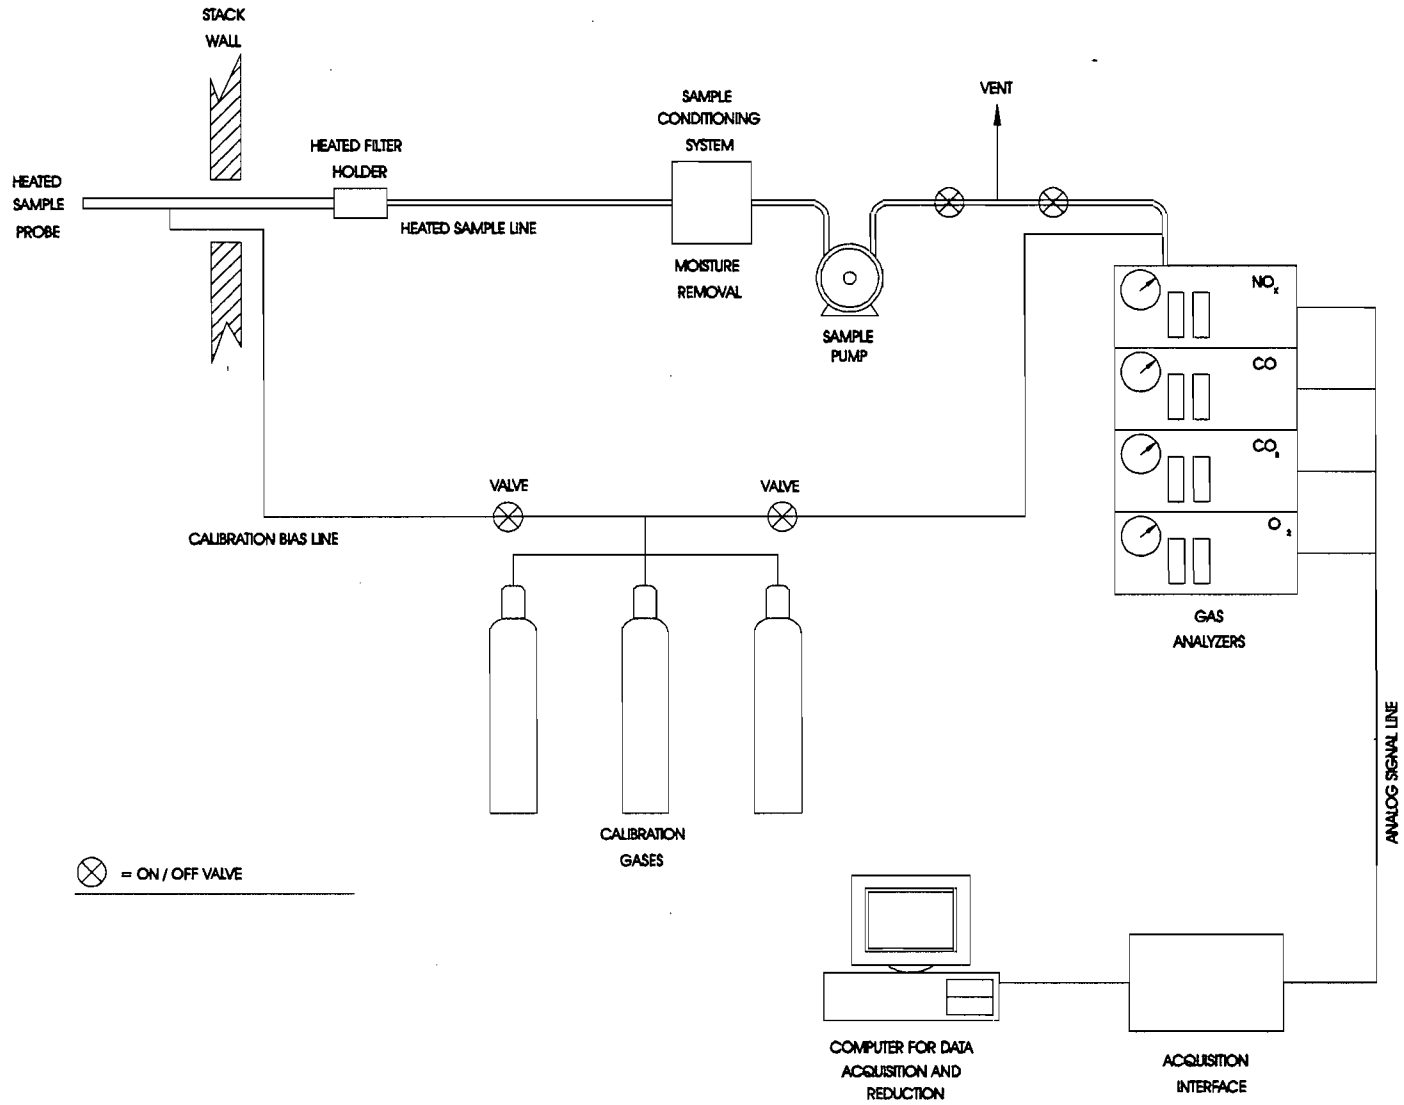 STACK
WALL
HEATED
SAMPLE
PROBE
HEATED FILTER
HOLDER
HEATED SAMPLE LINE
SAMPLE
CONDITIONING
SYSTEM
MOISTURE
REMOVAL
SAMPLE
PUMP
VENT
NOx
CO
CO₂
O₂
GAS
ANALYZERS
VALVE
VALVE
CALIBRATION BIAS LINE
CALIBRATION
GASES
= ON / OFF VALVE
ANALOG SIGNAL LINE
COMPUTER FOR DATA
ACQUISITION AND
REDUCTION
ACQUISITION
INTERFACE